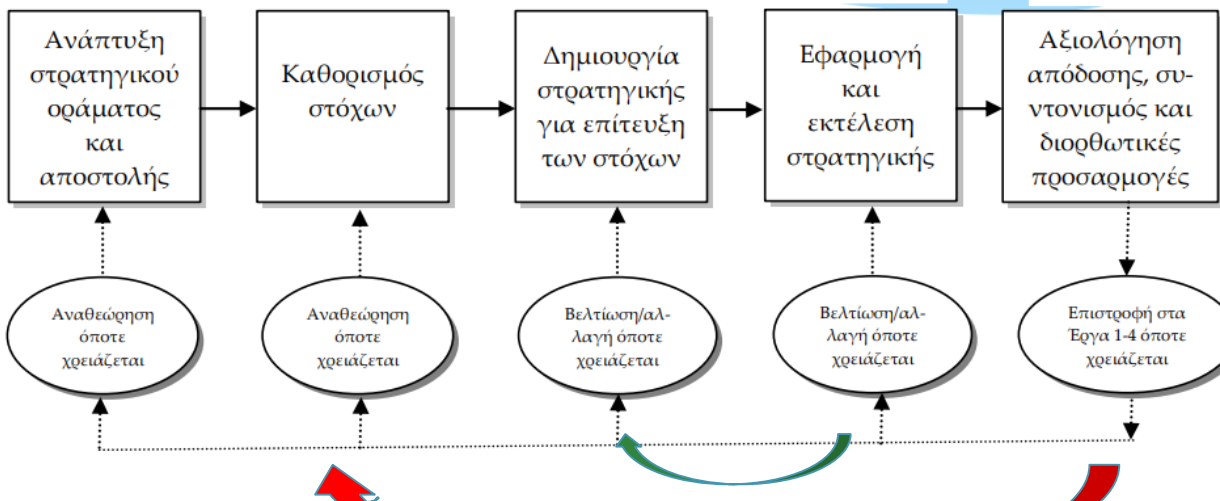 Ανάπτυξη
στρατηγικού
οράματος
και
αποστολής
Καθορισμός
στόχων
Δημιουργία
στρατηγικής
για επίτευξη
των στόχων
Εφαρμογή
και
εκτέλεση
στρατηγικής
Αξιολόγηση
απόδοσης, συ-
ντονισμός και
διορθωτικές
προσαρμογές
Αναθεώρηση
όποτε
χρειάζεται
Αναθεώρηση
όποτε
χρειάζεται
Βελτίωση/αλ-
λαγή όποτε
χρειάζεται
Βελτίωση/αλ-
λαγή όποτε
χρειάζεται
Επιστροφή στα
Έργα 1-4 όποτε
χρειάζεται